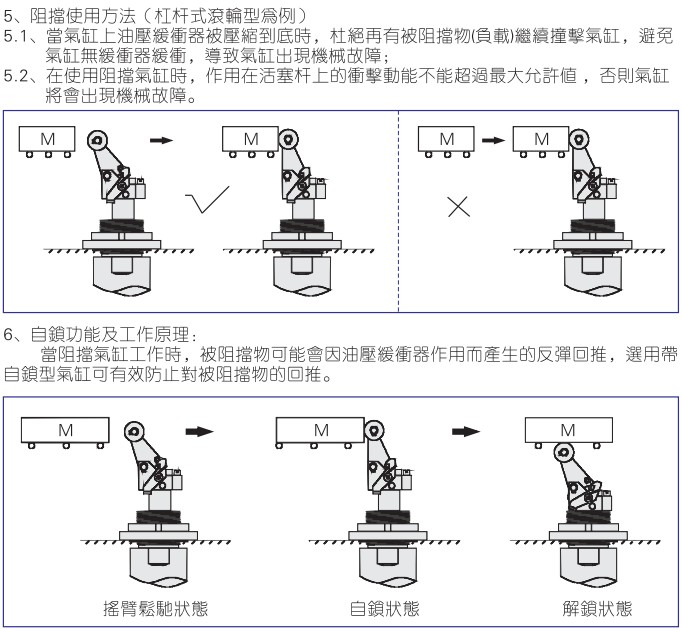 5、阻擋使用方法（杠杆式滾輪型爲例）
5.1、當氣缸上油壓緩衝器被壓縮到底時，杜絕再有被阻擋物(負載)繼續撞擊氣缸，避免
氣缸無緩衝器緩衝，導致氣缸出現機械故障；
5.2、在使用阻擋氣缸時，作用在活塞杆上的衝擊動能不能超過最大允許值，否則氣缸
將會出現機械故障。
M M M M
6、自鎖功能及工作原理：
當阻擋氣缸工作時，被阻擋物可能會因油壓緩衝器作用而產生的反彈回推，選用帶
自鎖型氣缸可有效防止對被阻擋物的回推。
M M M
搖臂鬆馳狀態 自鎖狀態 解鎖狀態